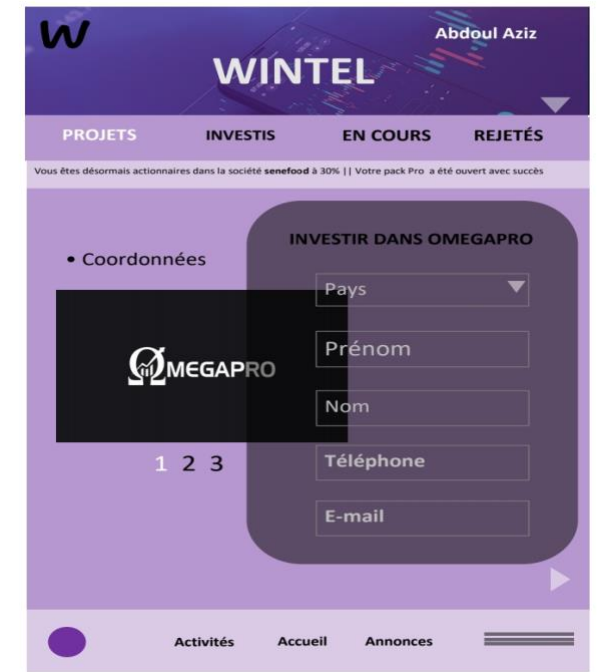 W
Abdoul Aziz
WINTEL
PROJETS INVESTIS EN COURS REJETÉS
Vous êtes désormais actionnaires dans la société senefood à 30% || Votre pack Pro a été ouvert avec succès
INVESTIR DANS OMEGAPRO
• Coordonnées
Pays
Prénom
ΩMEGAPRO
Nom
1 2 3
Téléphone
E-mail
Activités Accueil Annonces